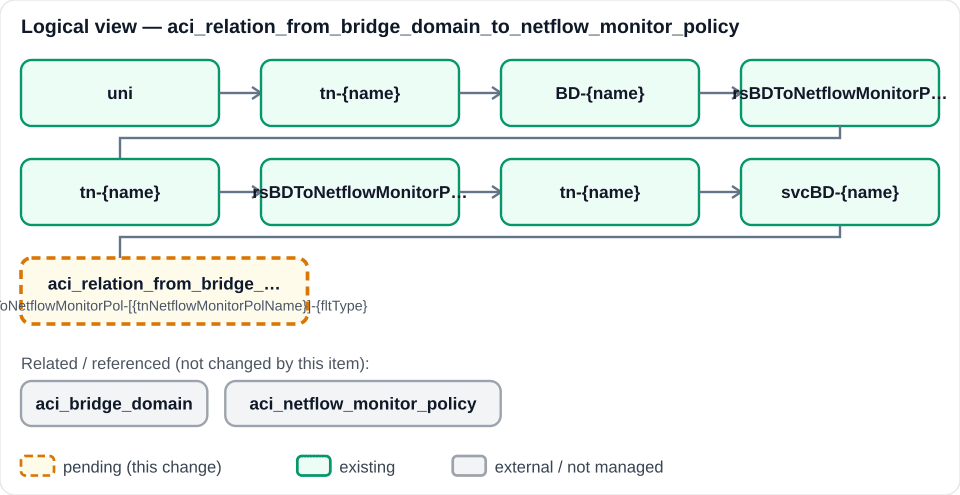 Logical view — aci_relation_from_bridge_domain_to_netflow_monitor_policy
uni
tn-{name}
BD-{name}
rsBDToNetflowMonitorP…
tn-{name}
rsBDToNetflowMonitorP…
tn-{name}
svcBD-{name}
aci_relation_from_bridge_…
oNetflowMonitorPol-[{tnNetflowMonitorPolName}]-{fltType}
Related / referenced (not changed by this item):
aci_bridge_domain
aci_netflow_monitor_policy
pending (this change)
existing
external / not managed